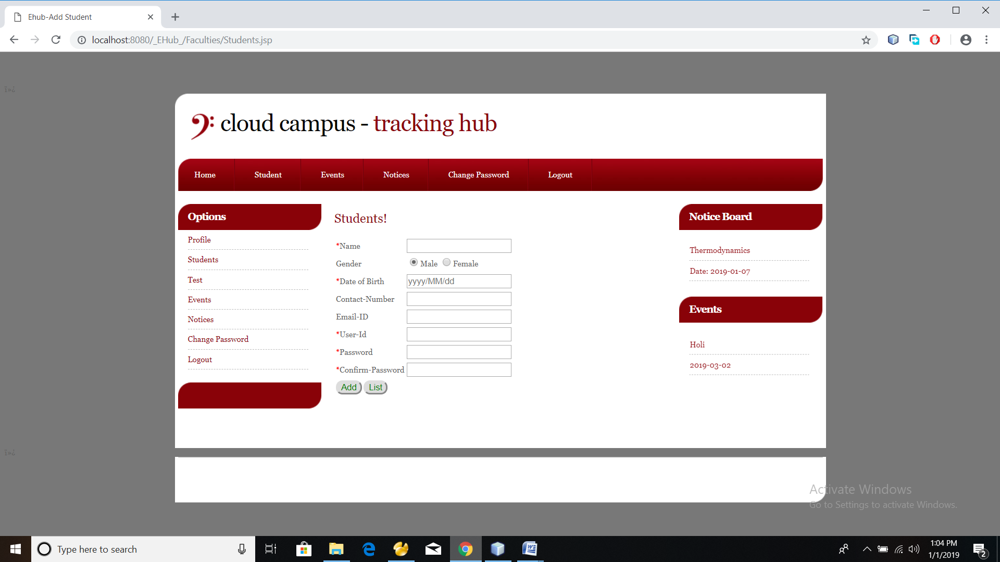 Ehub-Add Student
localhost:8080/_EHub_/Faculties/Students.jsp
ï»¿
cloud campus - tracking hub
Home Student Events Notices Change Password Logout
Options
Profile
Students
Test
Events
Notices
Change Password
Logout
Students!
*Name
Gender Male Female
*Date of Birth yyyy/MM/dd
Contact-Number
Email-ID
*User-Id
*Password
*Confirm-Password
Add List
Notice Board
Thermodynamics
Date: 2019-01-07
Events
Holi
2019-03-02
ï»¿
Activate Windows
Go to Settings to activate Windows.
Type here to search
1:04 PM
1/1/2019
2